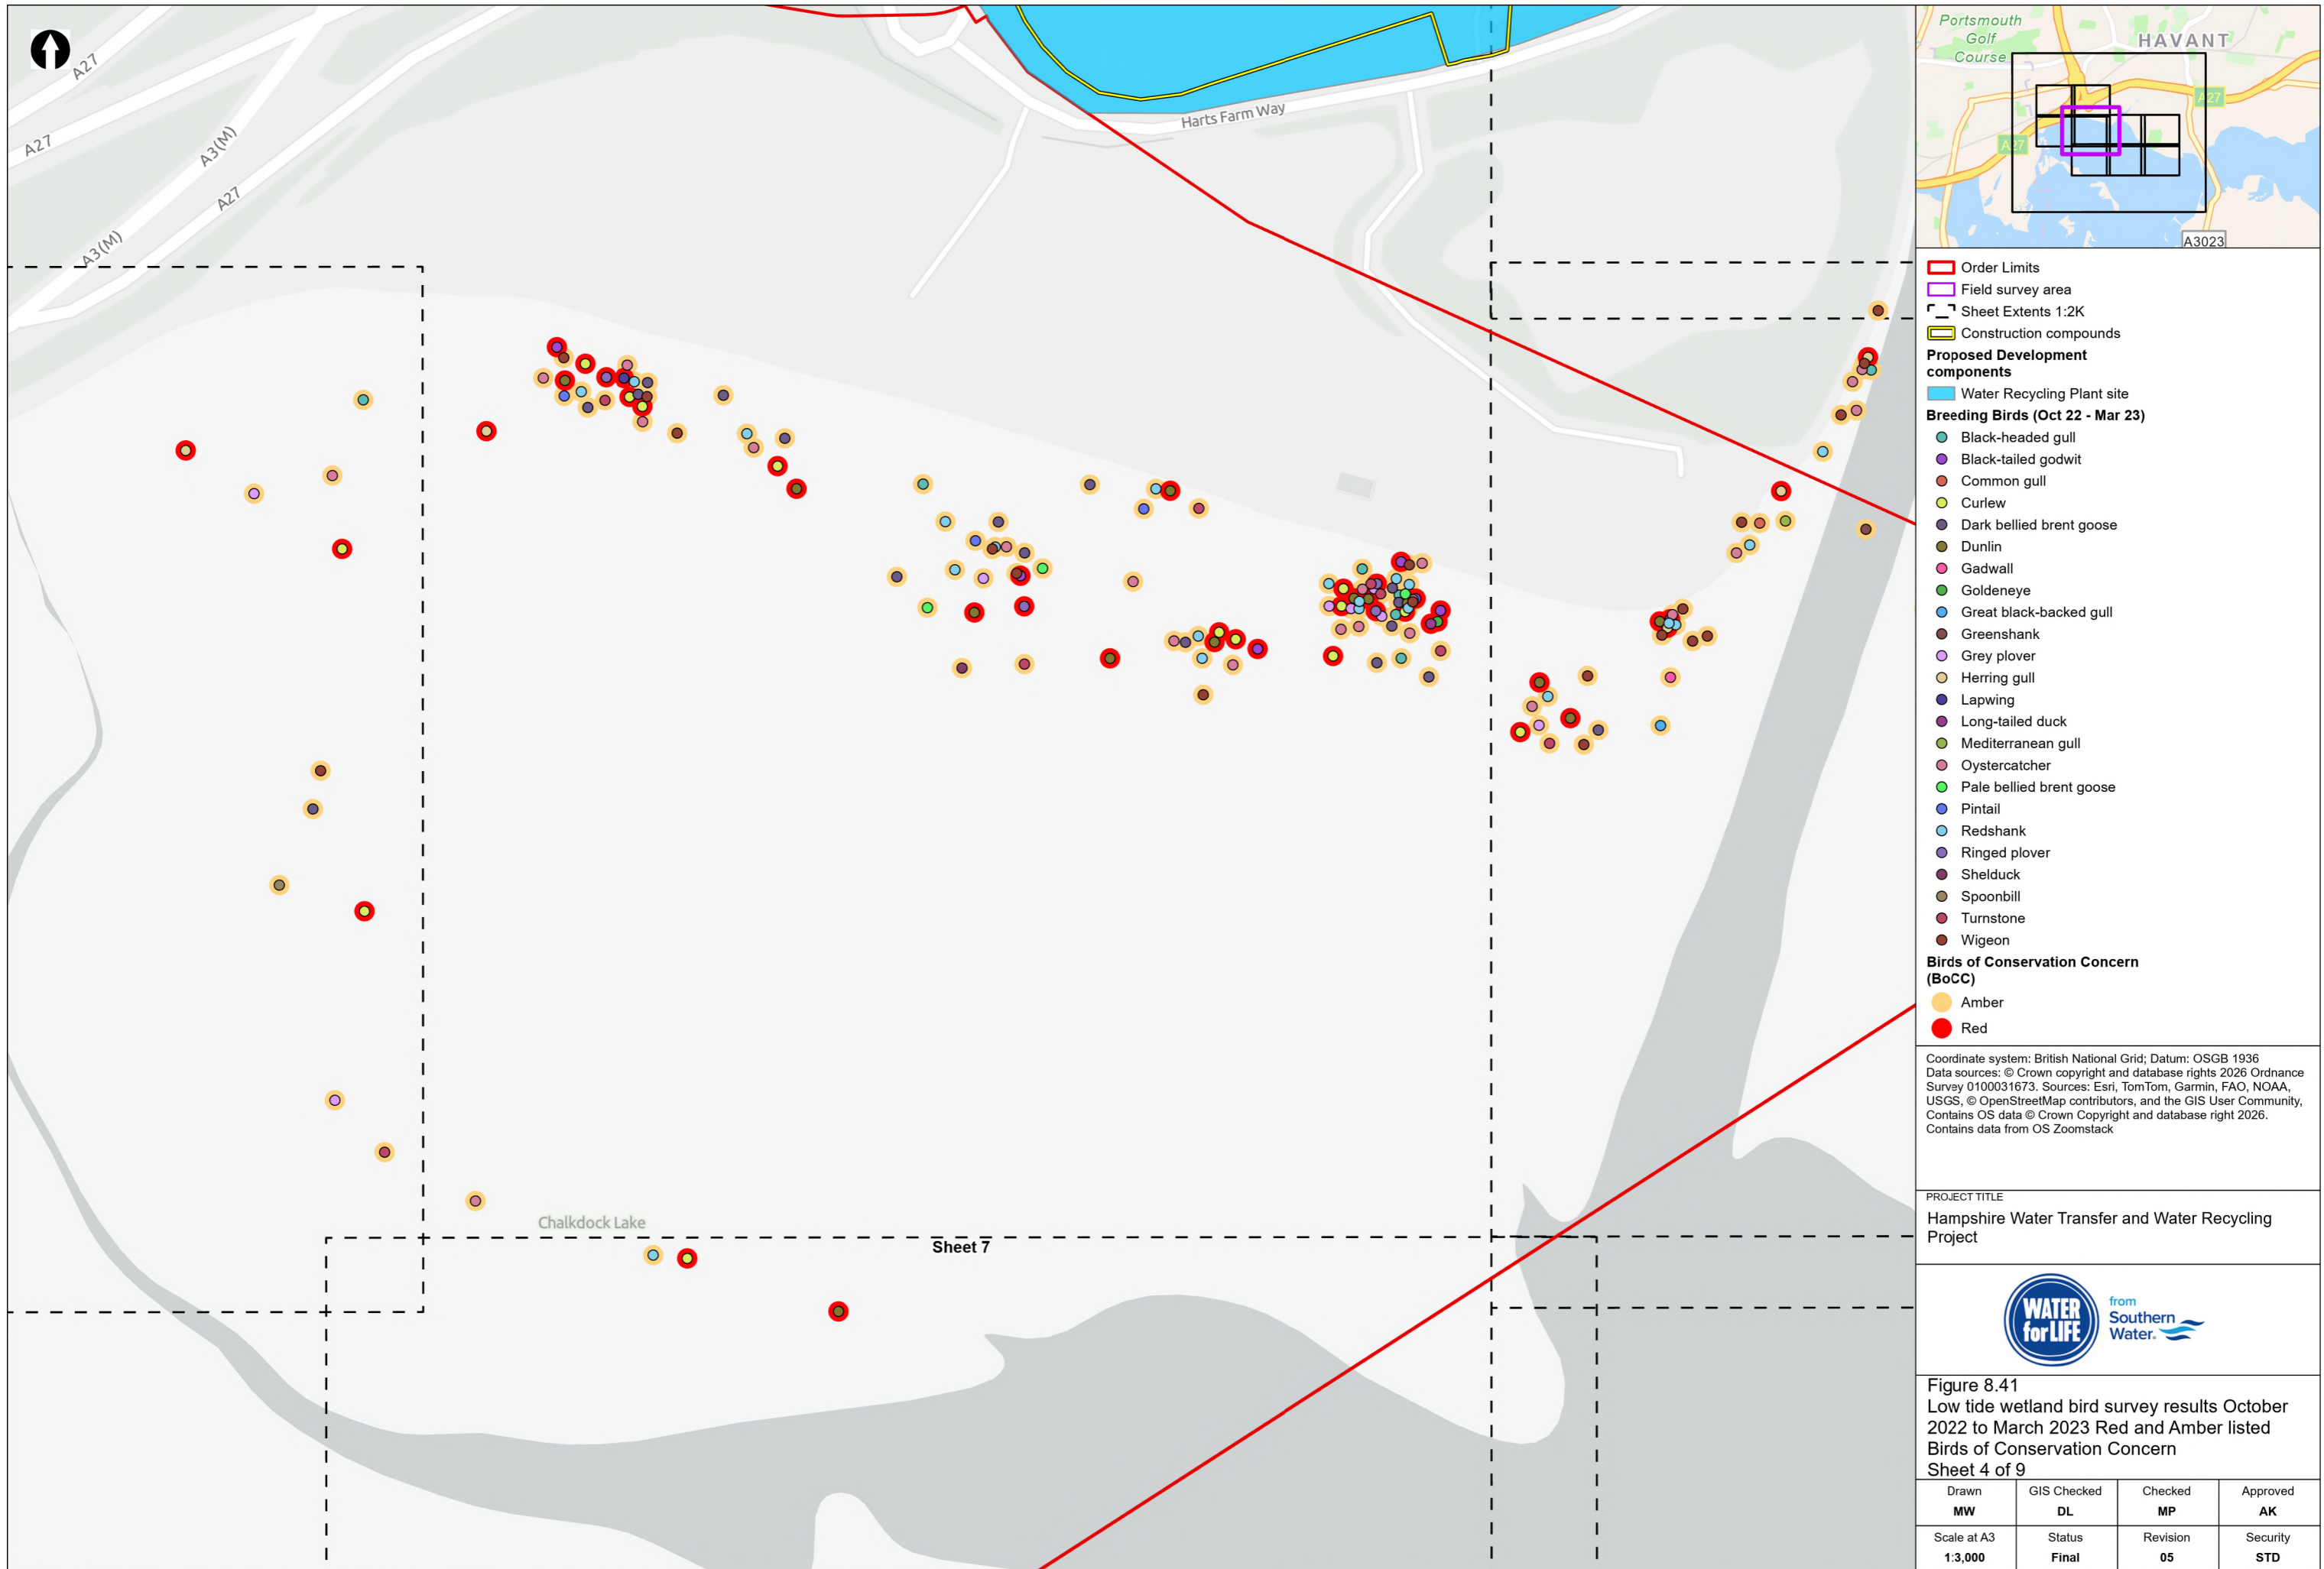 A27
A27
A3(M)
A27
A3(M)
Harts Farm Way
Chalkdock Lake
Sheet 7
Portsmouth
Golf
Course
HAVANT
A27
A27
A3023
Order Limits
Field survey area
Sheet Extents 1:2K
Construction compounds
Proposed Development
components
Water Recycling Plant site
Breeding Birds (Oct 22 - Mar 23)
Black-headed gull
Black-tailed godwit
Common gull
Curlew
Dark bellied brent goose
Dunlin
Gadwall
Goldeneye
Great black-backed gull
Greenshank
Grey plover
Herring gull
Lapwing
Long-tailed duck
Mediterranean gull
Oystercatcher
Pale bellied brent goose
Pintail
Redshank
Ringed plover
Shelduck
Spoonbill
Turnstone
Wigeon
Birds of Conservation Concern
(BoCC)
Amber
Red
Coordinate system: British National Grid; Datum: OSGB 1936
Data sources: © Crown copyright and database rights 2026 Ordnance
Survey 0100031673. Sources: Esri, TomTom, Garmin, FAO, NOAA,
USGS, © OpenStreetMap contributors, and the GIS User Community,
Contains OS data © Crown Copyright and database right 2026.
Contains data from OS Zoomstack
PROJECT TITLE
Hampshire Water Transfer and Water Recycling
Project
WATER
for LIFE
from
Southern
Water.
Figure 8.41
Low tide wetland bird survey results October
2022 to March 2023 Red and Amber listed
Birds of Conservation Concern
Sheet 4 of 9
Drawn GIS Checked Checked Approved
MW DL MP AK
Scale at A3 Status Revision Security
1:3,000 Final 05 STD